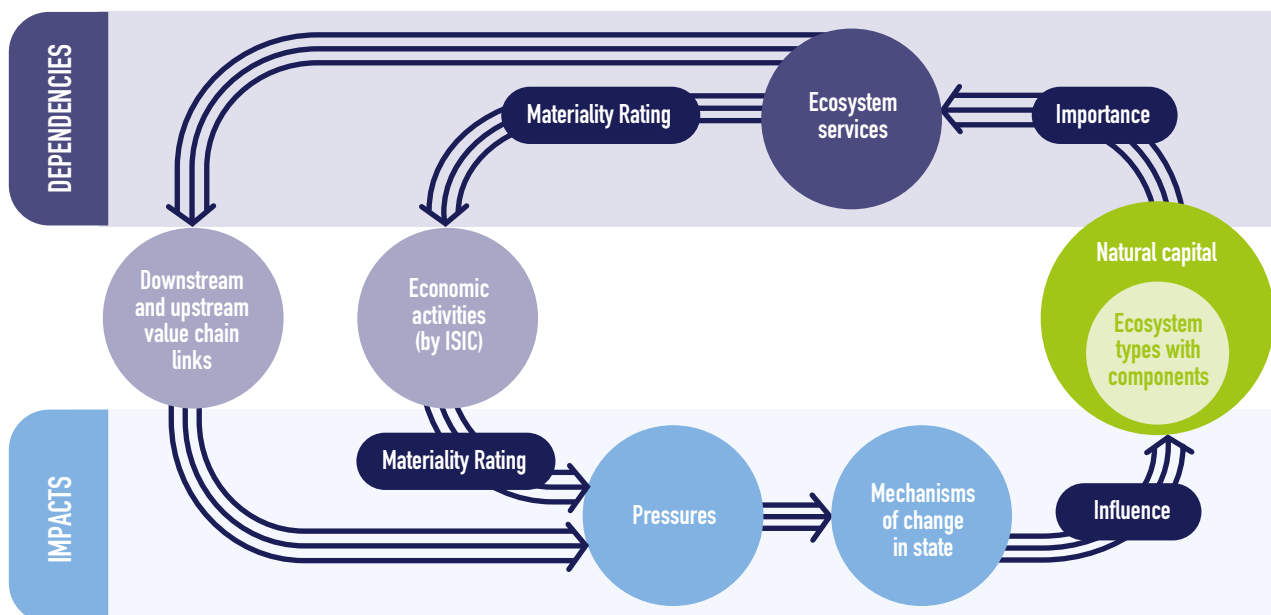 DEPENDENCIES
Materiality Rating
Ecosystem
services
Importance
Downstream
and upstream
value chain
links
Economic
activities
(by ISIC)
Natural capital
Ecosystem
types with
components
IMPACTS
Materiality Rating
Pressures
Mechanisms
of change
in state
Influence